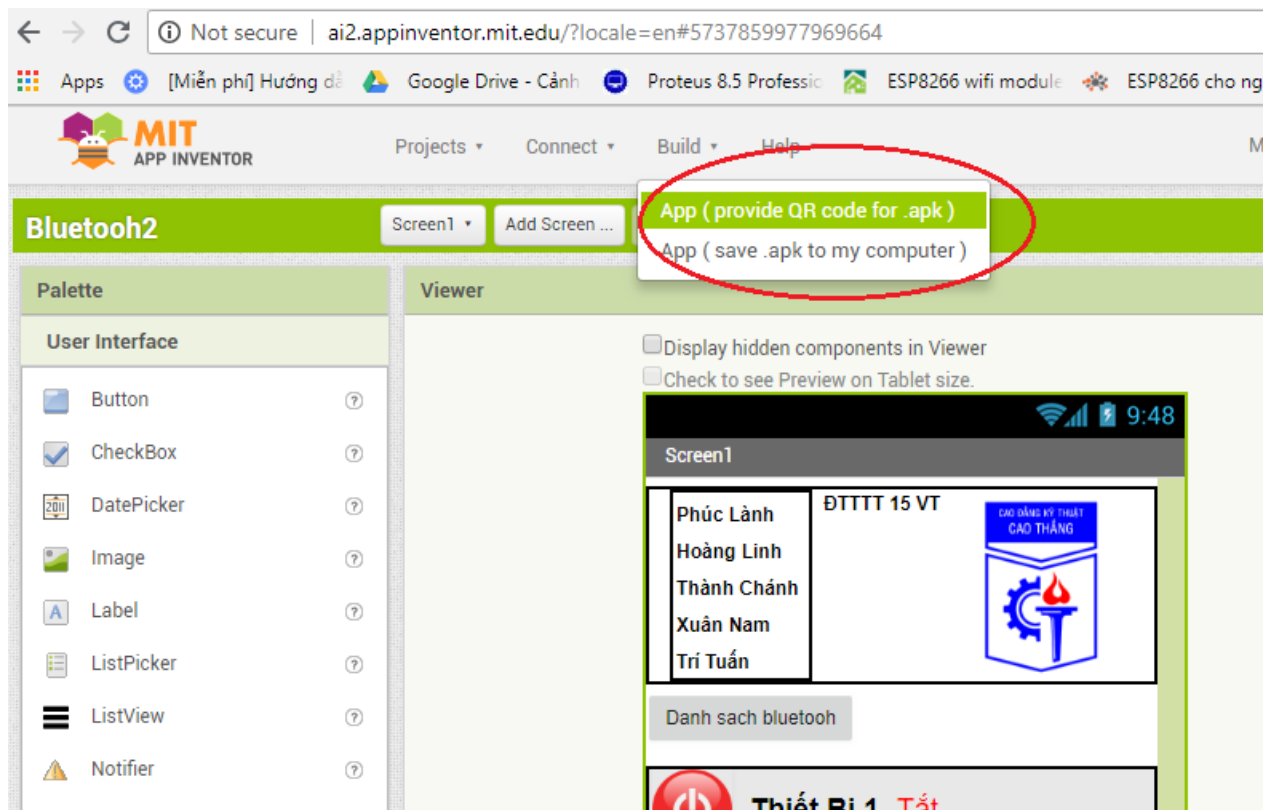 Not secure | ai2.appinventor.mit.edu/?locale=en#5737859977969664
Apps [Miễn phí] Hướng dẫ Google Drive - Cảnh Proteus 8.5 Professio ESP8266 wifi module ESP8266 cho ng
MIT
APP INVENTOR
Projects Connect Build Help M
Bluetooh2 Screen1 Add Screen ...
App ( provide QR code for .apk )
App ( save .apk to my computer )
Palette
Viewer
User Interface
Button
CheckBox
DatePicker
Image
Label
ListPicker
ListView
Notifier
Display hidden components in Viewer
Check to see Preview on Tablet size.
9:48
Screen1
Phúc Lành
Hoàng Linh
Thành Chánh
Xuân Nam
Trí Tuấn
ĐTTTT 15 VT
CAO ĐẲNG KỸ THUẬT
CAO THẮNG
Danh sach bluetooh
Thiết Bị 1 Tắt